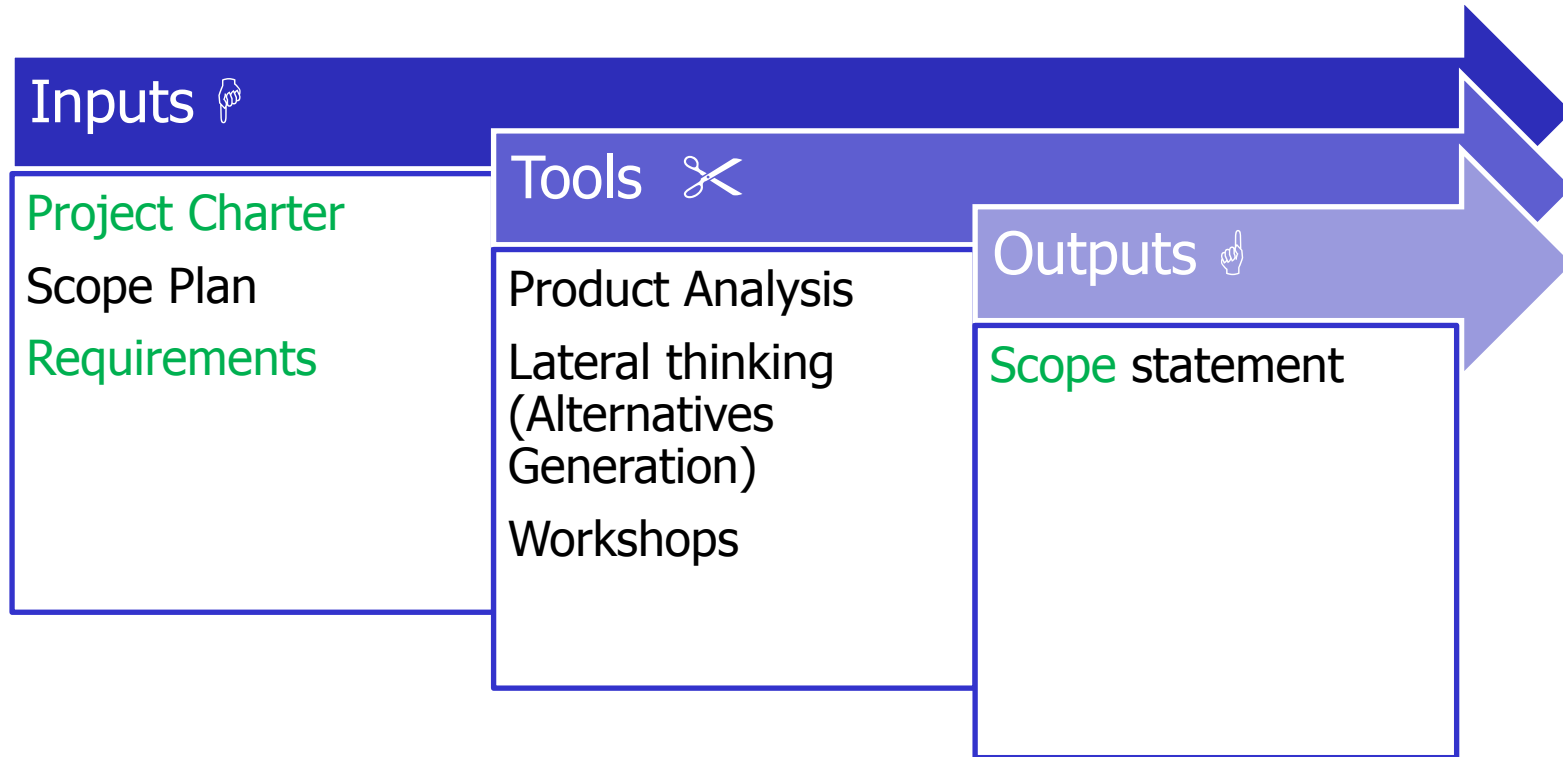 Inputs
Project Charter
Scope Plan
Requirements
Tools
Product Analysis
Lateral thinking
(Alternatives
Generation)
Workshops
Outputs
Scope statement